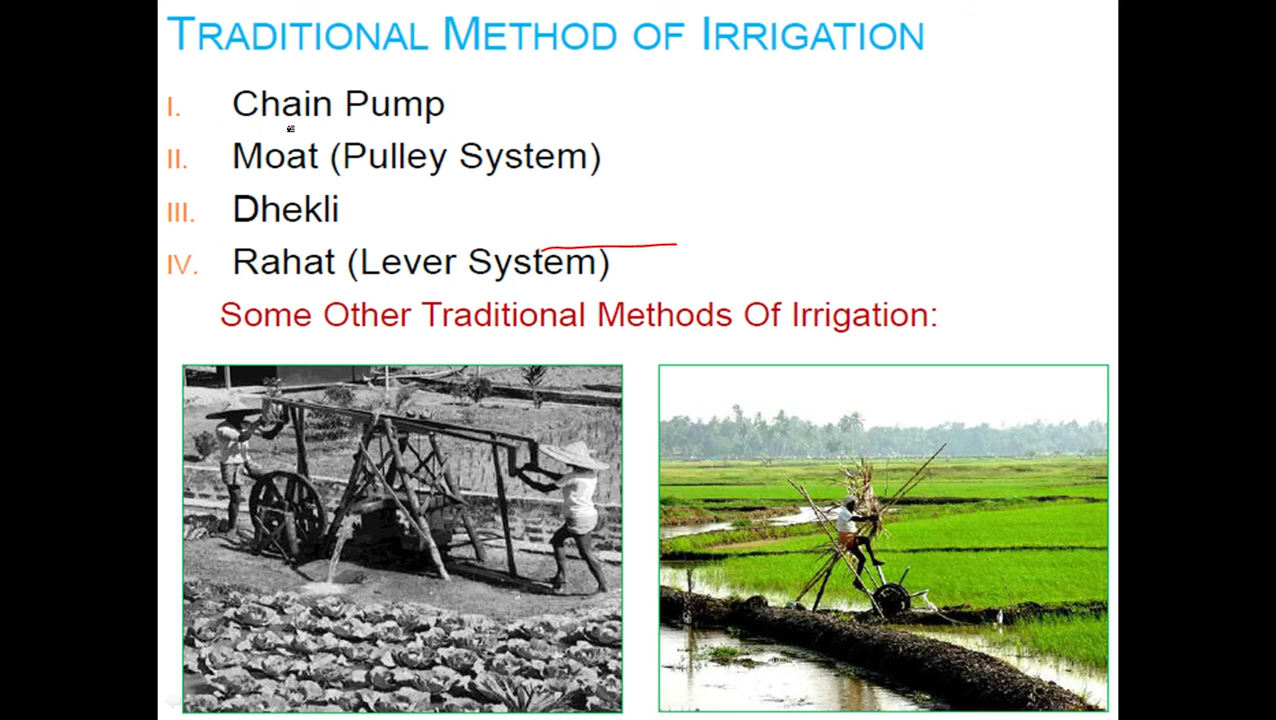 TRADITIONAL METHOD OF IRRIGATION
I. Chain Pump
II. Moat (Pulley System)
III. Dhekli
IV. Rahat (Lever System)
Some Other Traditional Methods Of Irrigation: